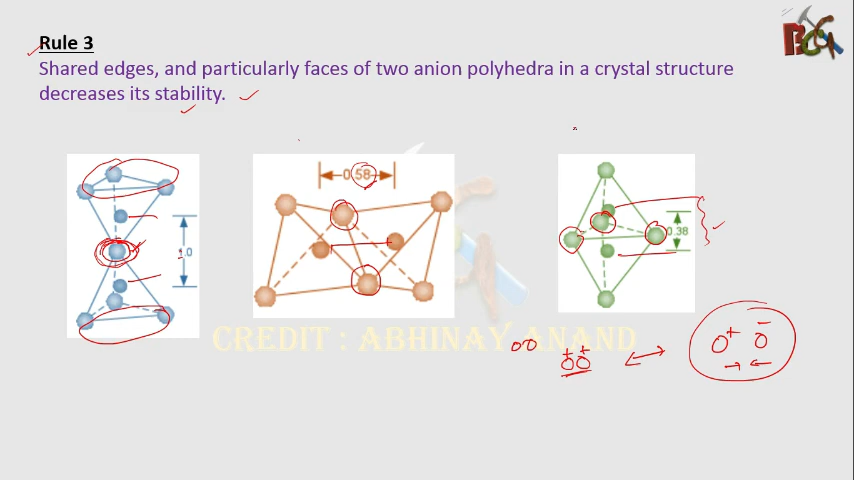 Rule 3
Shared edges, and particularly faces of two anion polyhedra in a crystal structure
decreases its stability.
0.58
1.0
0.38
CREDIT : ABHINAY ANAND